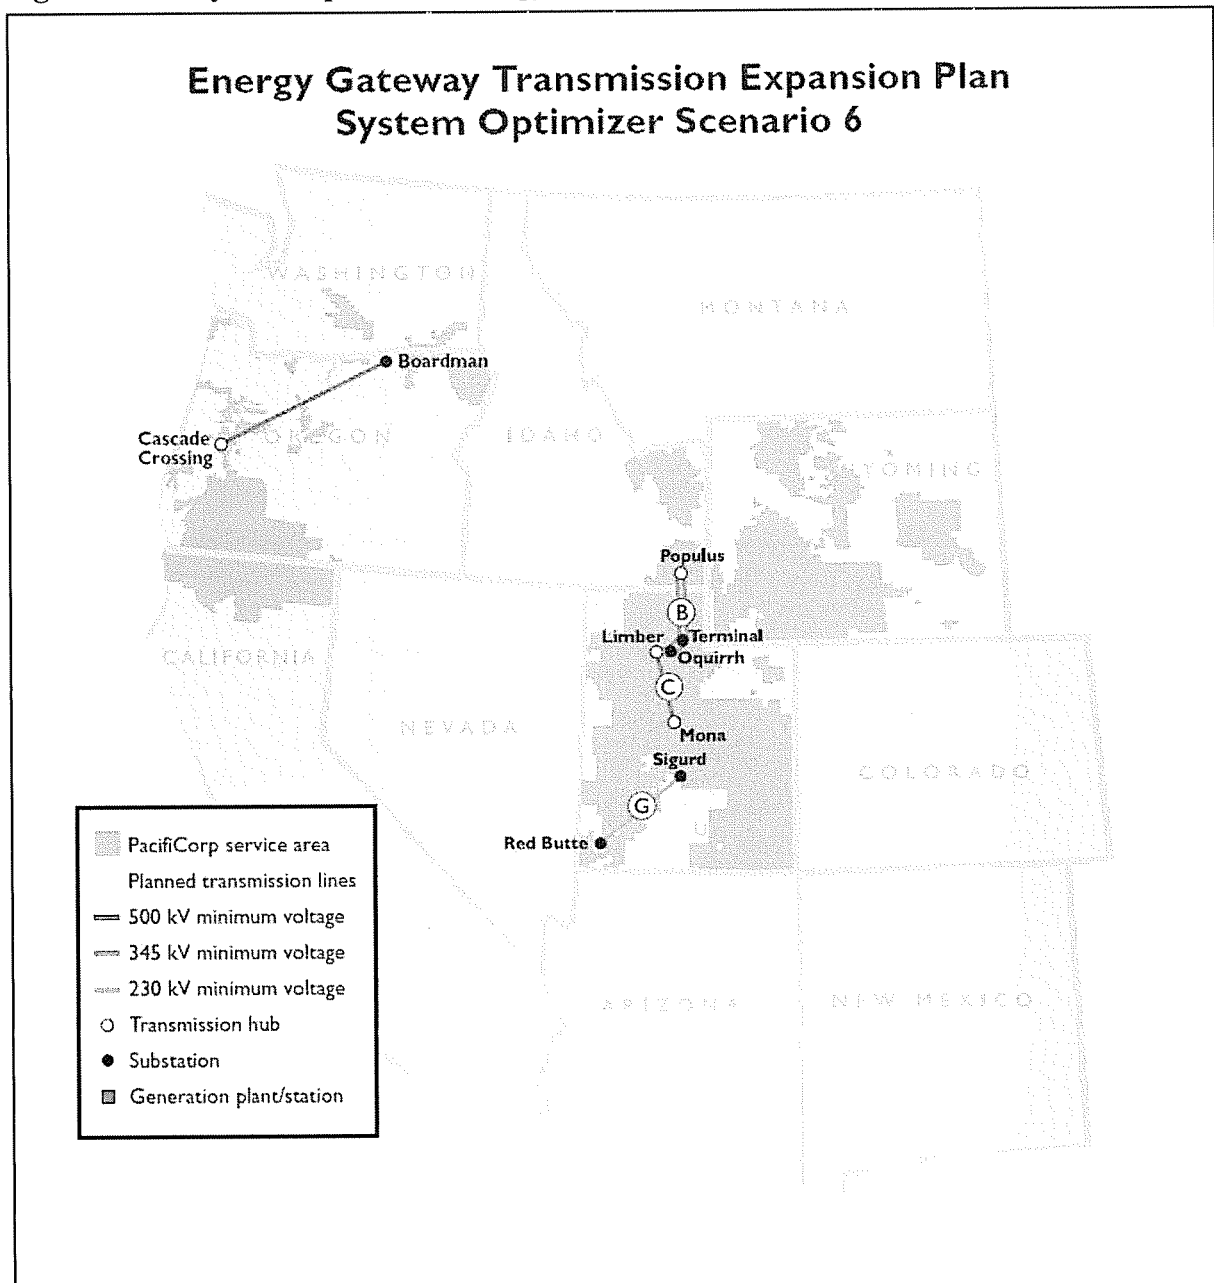 Energy Gateway Transmission Expansion Plan
System Optimizer Scenario 6
WASHINGTON
MONTANA
Boardman
Cascade
Crossing
OREGON
IDAHO
WYOMING
Populus
B
Limber
Terminal
Oquirrh
CALIFORNIA
C
NEVADA
Mona
Sigurd
COLORADO
G
Red Butte
PacifiCorp service area
Planned transmission lines
500 kV minimum voltage
345 kV minimum voltage
230 kV minimum voltage
Transmission hub
Substation
Generation plant/station
ARIZONA
NEW MEXICO